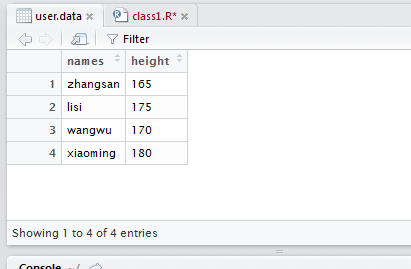 user.data class1.R*
Filter
names height
1 zhangsan 165
2 lisi 175
3 wangwu 170
4 xiaoming 180
Showing 1 to 4 of 4 entries
Console ~/